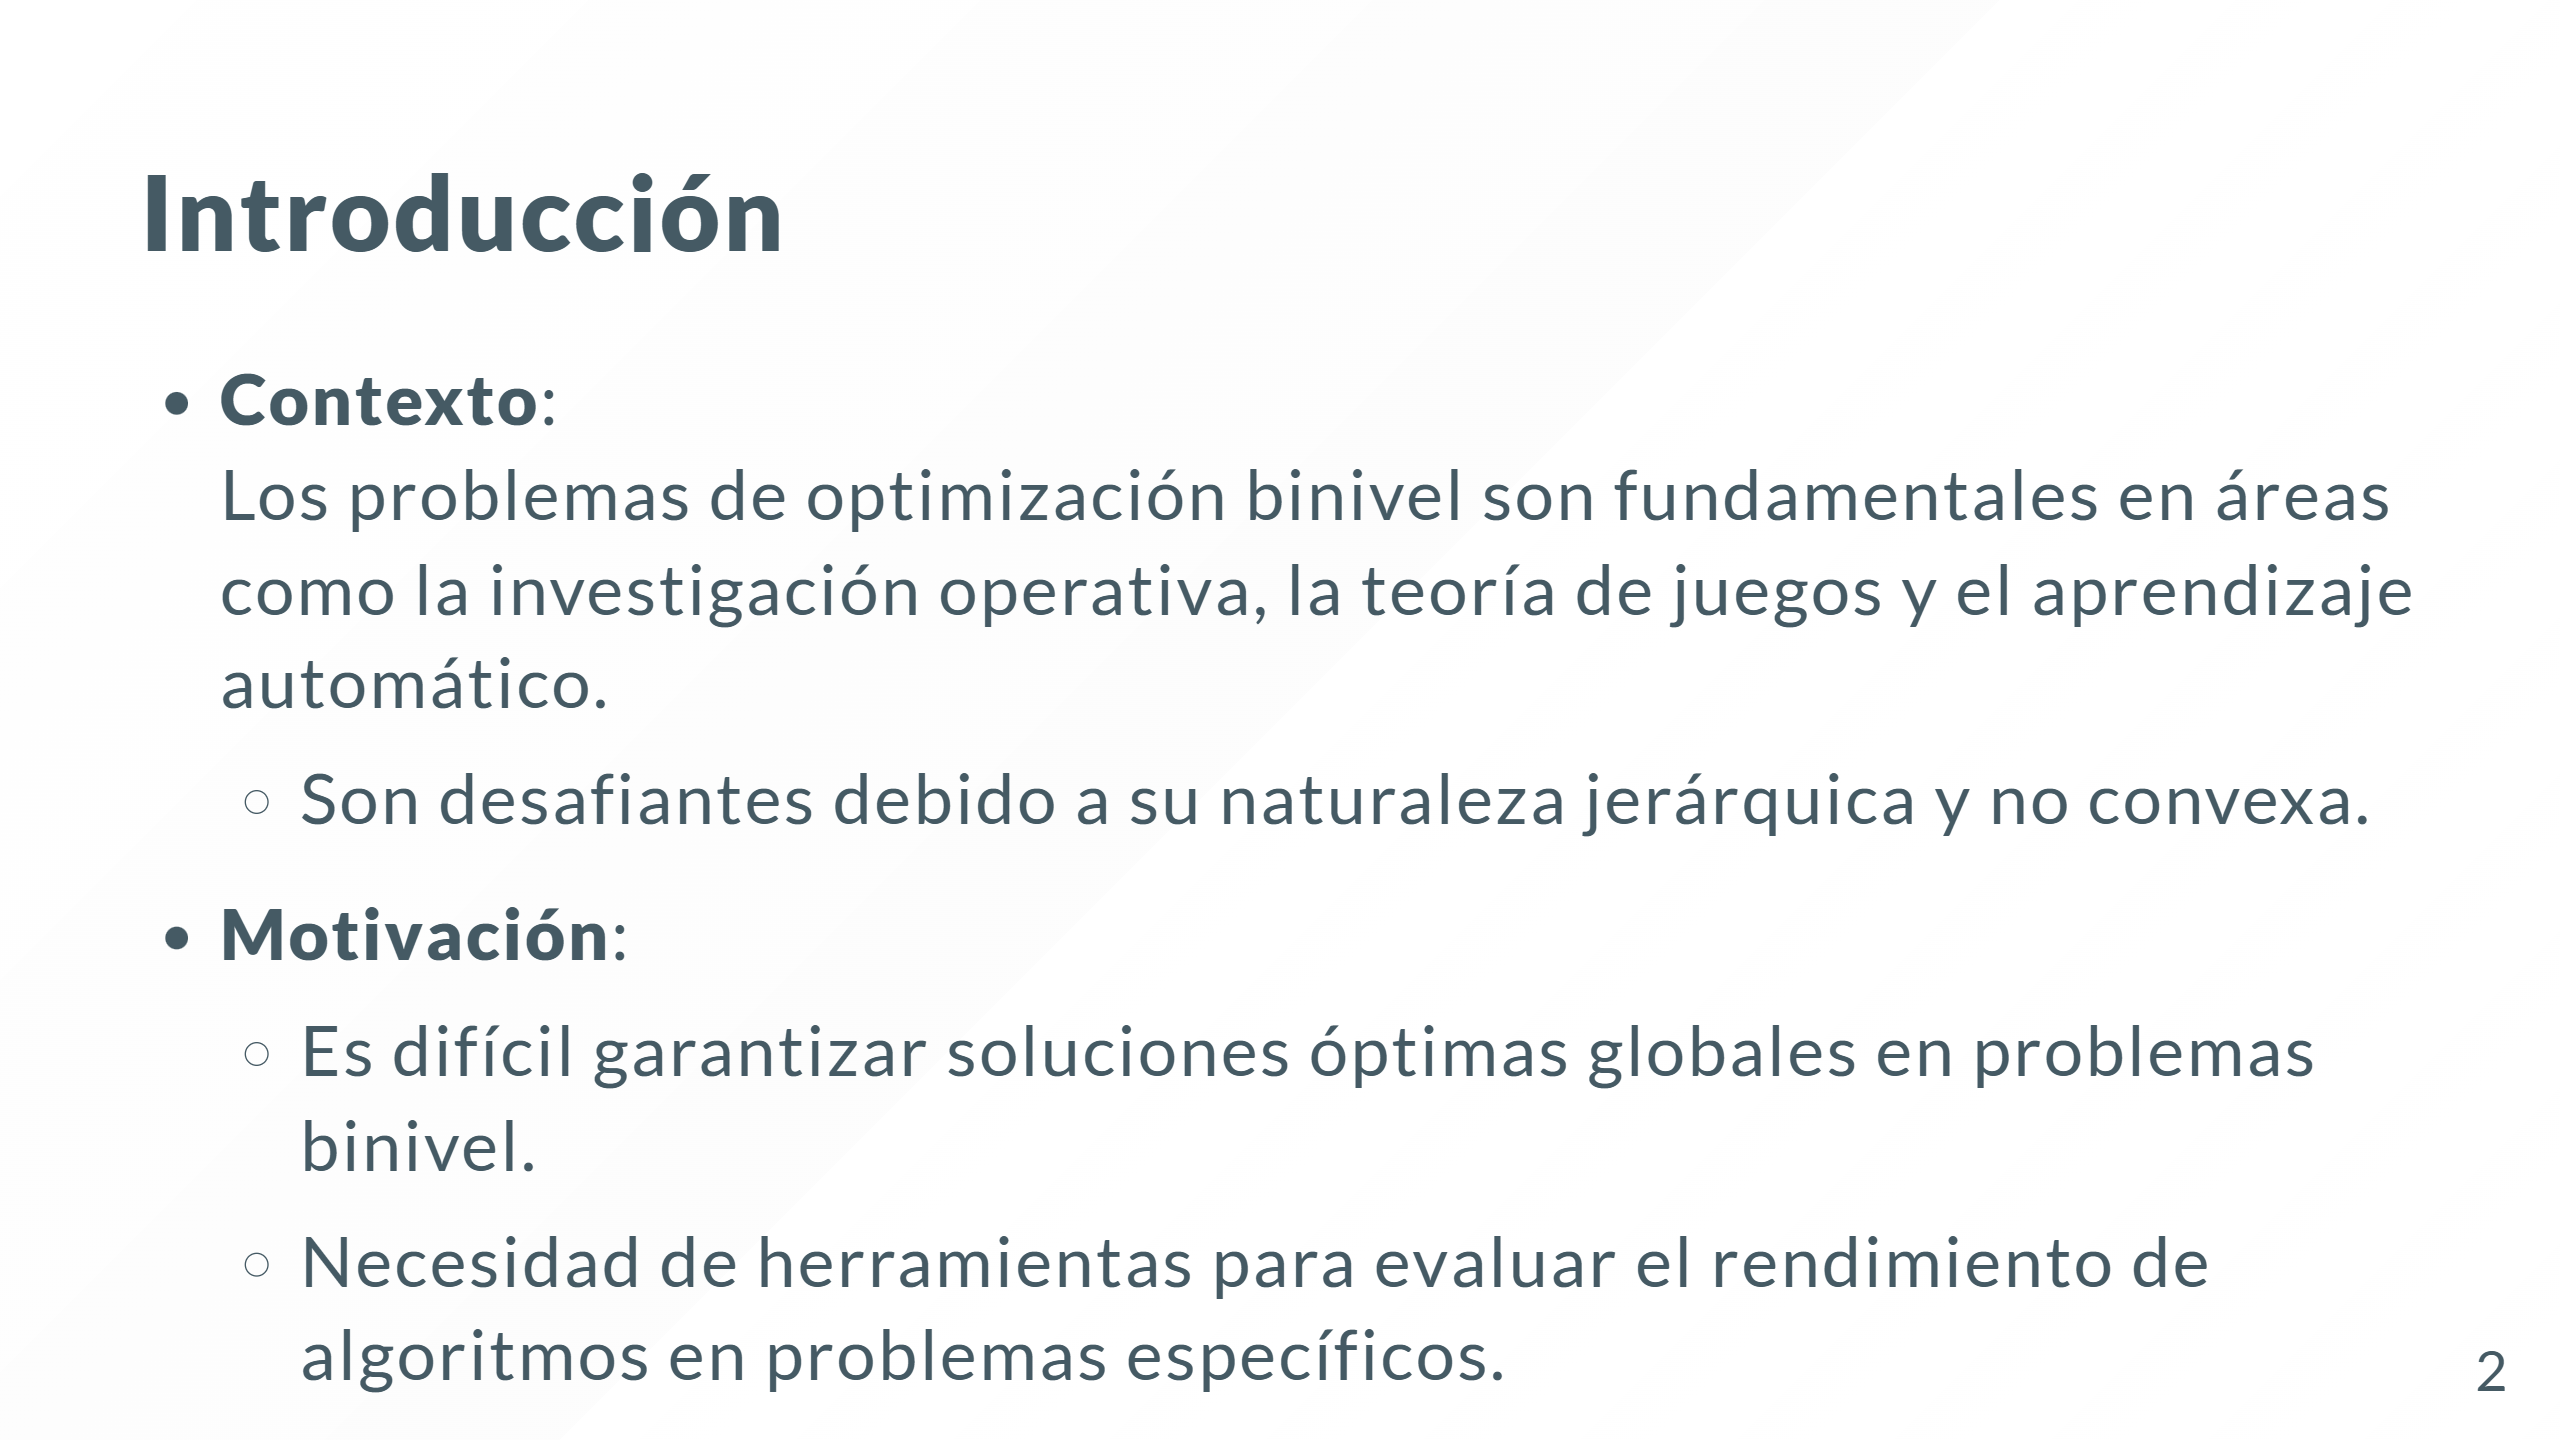 Introducción
• Contexto:
Los problemas de optimización binivel son fundamentales en áreas
como la investigación operativa, la teoría de juegos y el aprendizaje
automático.
○ Son desafiantes debido a su naturaleza jerárquica y no convexa.
• Motivación:
○ Es difícil garantizar soluciones óptimas globales en problemas
binivel.
○ Necesidad de herramientas para evaluar el rendimiento de
algoritmos en problemas específicos.
2